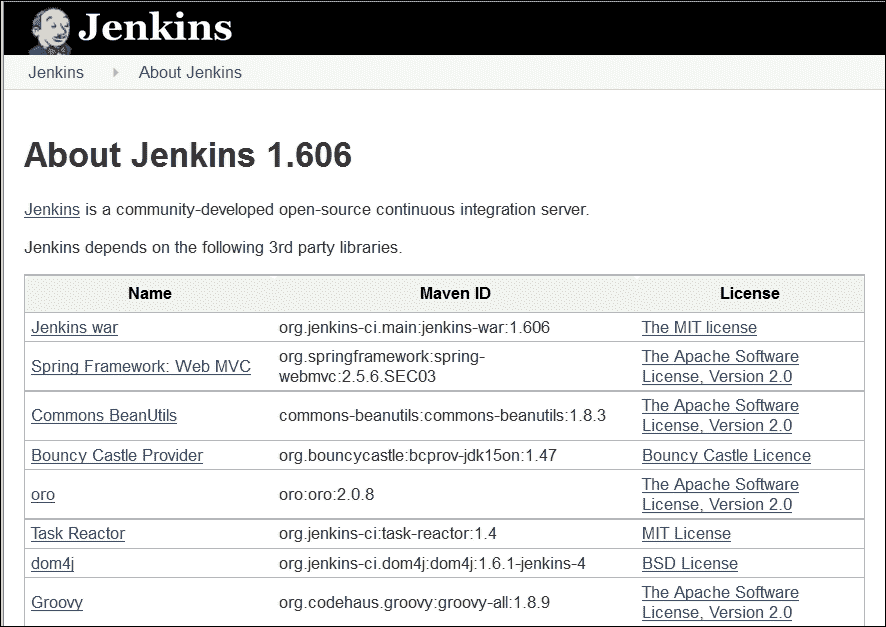 Jenkins
Jenkins About Jenkins
About Jenkins 1.606
Jenkins is a community-developed open-source continuous integration server.
Jenkins depends on the following 3rd party libraries.
Name Maven ID License
Jenkins war org.jenkins-ci.main:jenkins-war:1.606 The MIT license
Spring Framework: Web MVC org.springframework:spring-
webmvc:2.5.6.SEC03 The Apache Software
License, Version 2.0
Commons BeanUtils commons-beanutils:commons-beanutils:1.8.3 The Apache Software
License, Version 2.0
Bouncy Castle Provider org.bouncycastle:bcprov-jdk15on:1.47 Bouncy Castle Licence
oro oro:oro:2.0.8 The Apache Software
License, Version 2.0
Task Reactor org.jenkins-ci:task-reactor:1.4 MIT License
dom4j org.jenkins-ci.dom4j:dom4j:1.6.1-jenkins-4 BSD License
Groovy org.codehaus.groovy:groovy-all:1.8.9 The Apache Software
License, Version 2.0